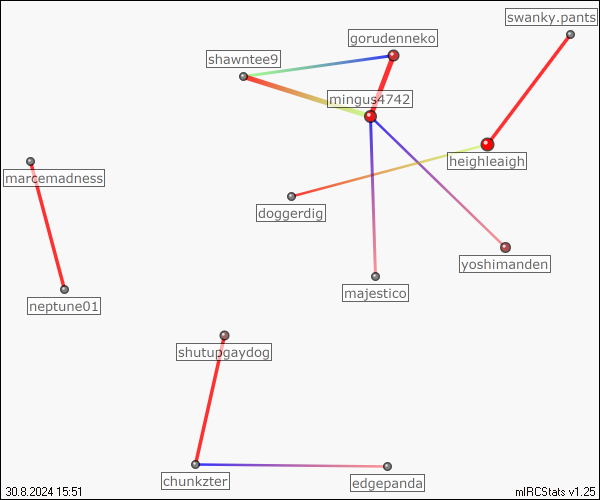 swanky.pants
gorudenneko
shawntee9
mingus4742
heighleaigh
marcemadness
doggerdig
yoshimanden
majestico
neptune01
shutupgaydog
chunkzter
edgepanda
30.8.2024 15:51
mIRCStats v1.25